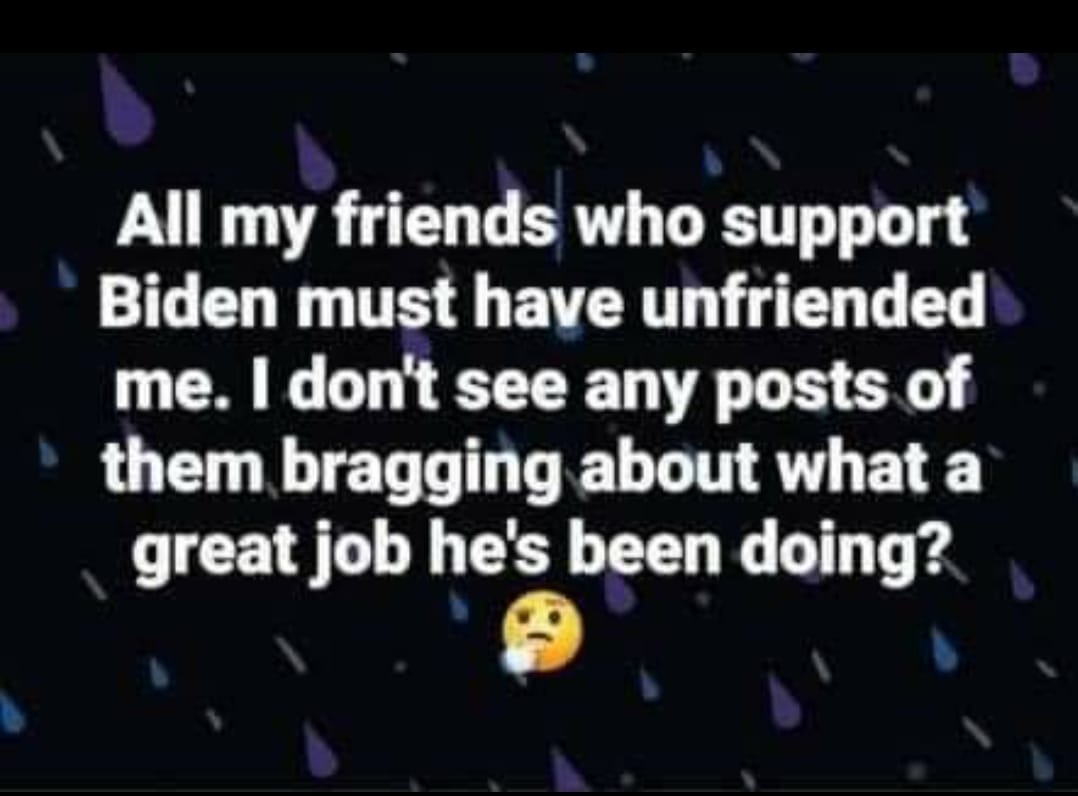 All my friends who support
Biden must have unfriended
me. I don't see any posts of
them bragging about what a
great job he's been doing?
🤔